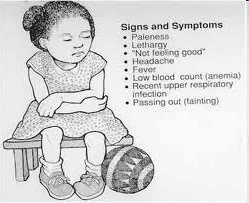 Signs and Symptoms
• Paleness
• Lethargy
• "Not feeling good"
• Headache
• Fever
• Low blood count (anemia)
• Recent upper respiratory
infection
• Passing out (fainting)